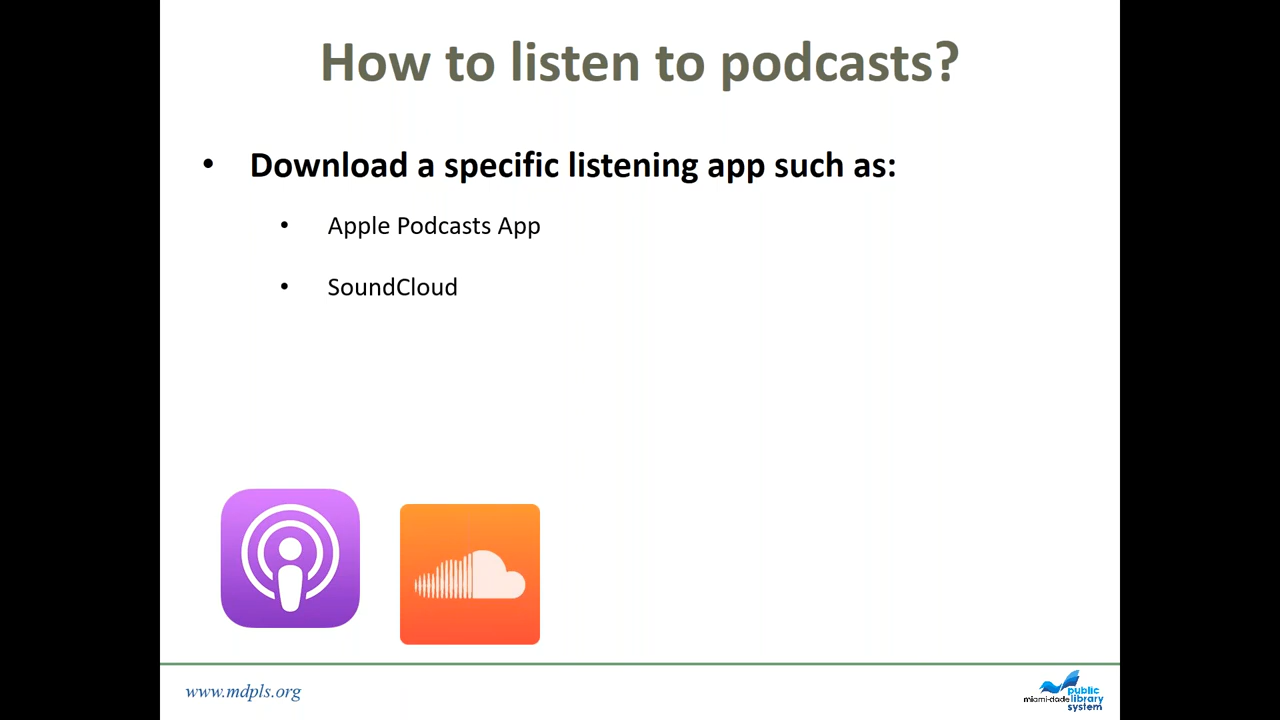 How to listen to podcasts?
• Download a specific listening app such as:
• Apple Podcasts App
• SoundCloud
www.mdpls.org
miami-dade public library system